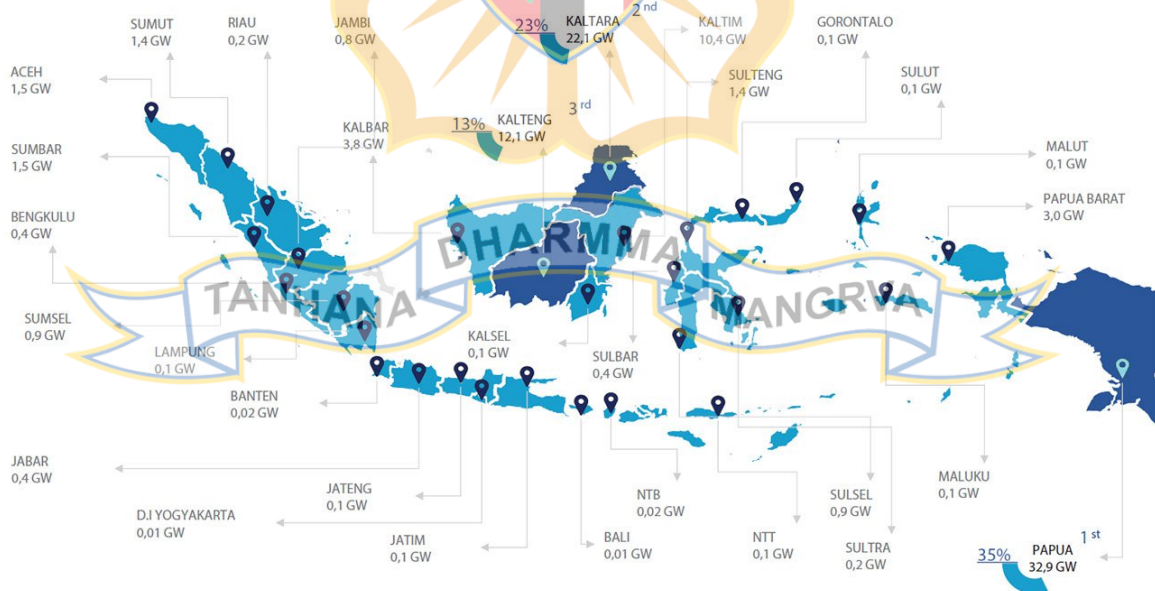 SUMUT
1,4 GW
RIAU
0,2 GW
JAMBI
0,8 GW
23%
KALTARA
22,1 GW
2 nd
KALTIM
10,4 GW
GORONTALO
0,1 GW
ACEH
1,5 GW
SULTENG
1,4 GW
SULUT
0,1 GW
KALBAR
3,8 GW
13%
KALTENG
12,1 GW
3 rd
SUMBAR
1,5 GW
MALUT
0,1 GW
BENGKULU
0,4 GW
PAPUA BARAT
3,0 GW
TANHANA
DHARMMA
MANGRVA
SUMSEL
0,9 GW
LAMPUNG
0,1 GW
KALSEL
0,1 GW
SULBAR
0,4 GW
BANTEN
0,02 GW
JABAR
0,4 GW
JATENG
0,1 GW
D.I YOGYAKARTA
0,01 GW
JATIM
0,1 GW
BALI
0,01 GW
NTB
0,02 GW
NTT
0,1 GW
SULSEL
0,9 GW
SULTRA
0,2 GW
MALUKU
0,1 GW
35%
PAPUA
32,9 GW
1 st